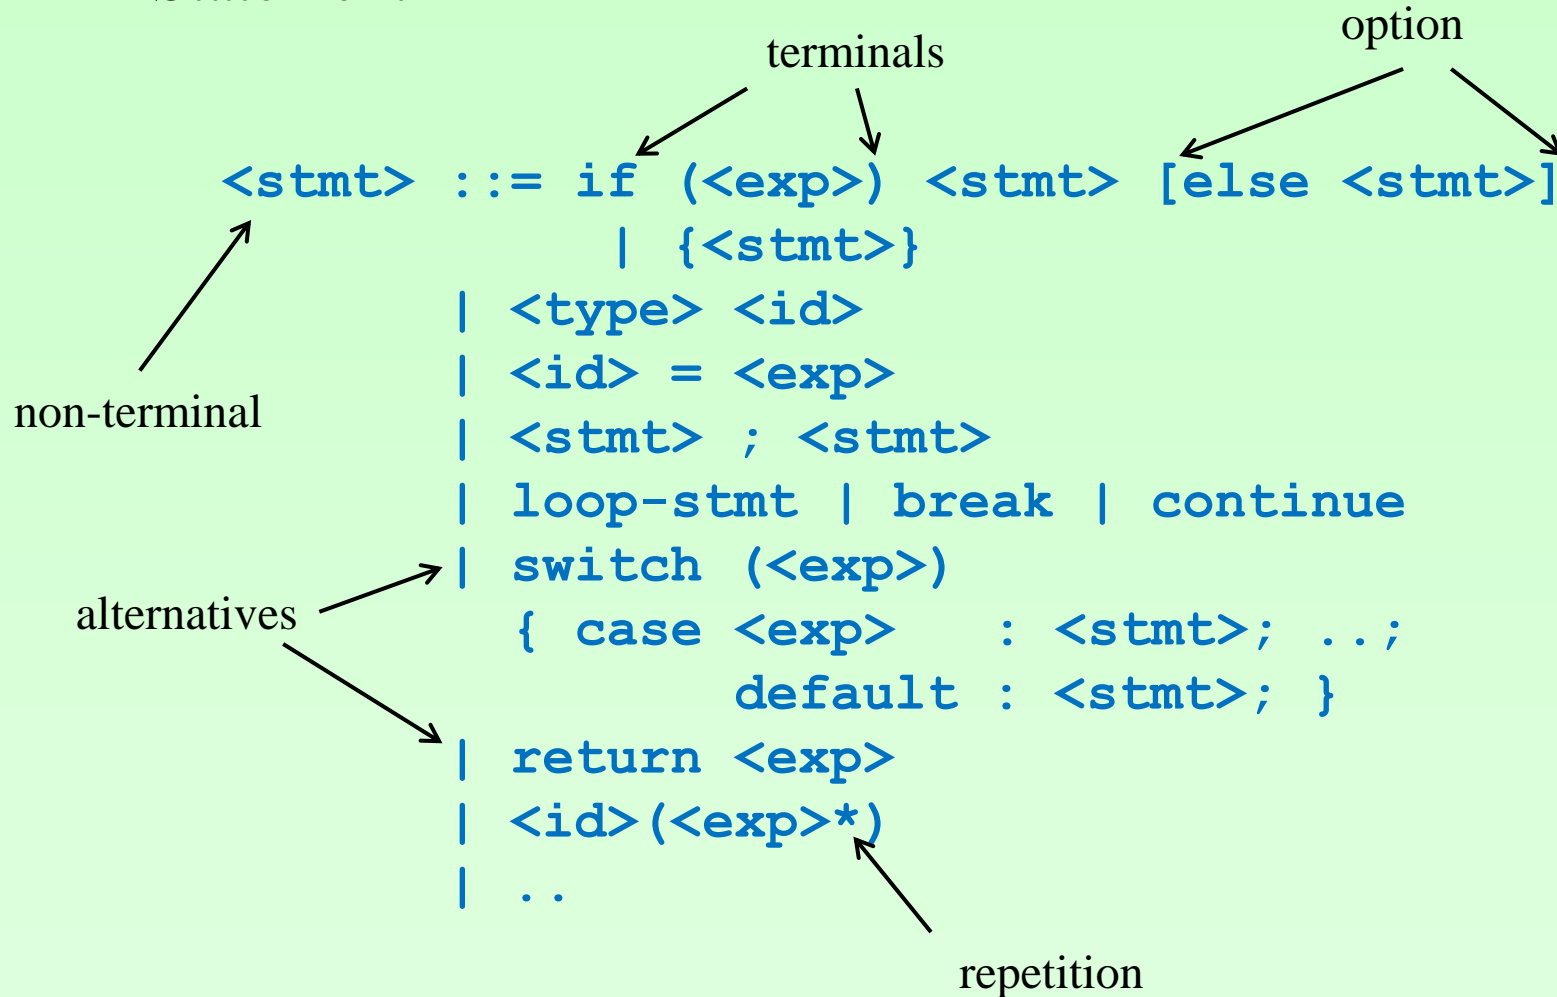 option
terminals
<stmt> ::= if (<exp>) <stmt> [else <stmt>]
| {<stmt>}
| <type> <id>
| <id> = <exp>
non-terminal
| <stmt> ; <stmt>
| loop-stmt | break | continue
| switch (<exp>)
alternatives
{ case <exp> : <stmt>; ..;
default : <stmt>; }
| return <exp>
| <id>(<exp>*)
| ..
repetition